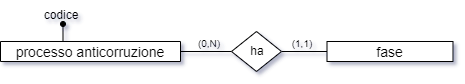 codice
processo anticorruzione
(0,N)
ha
(1,1)
fase